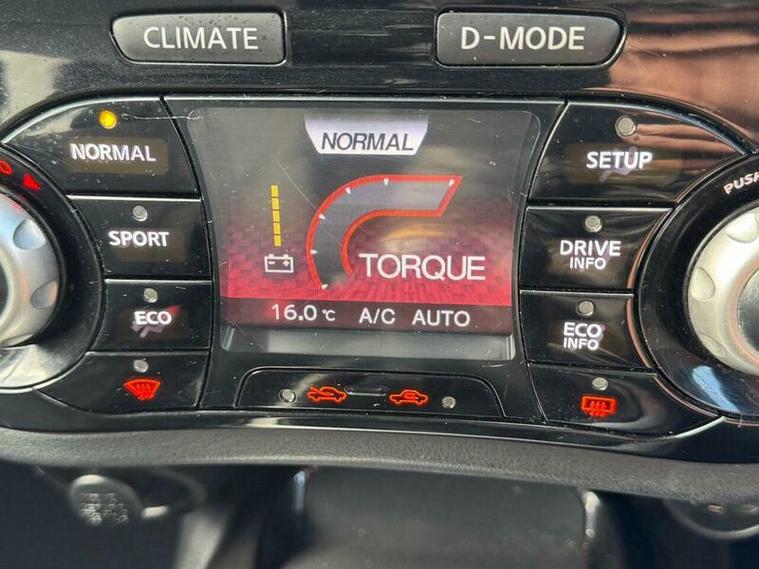 CLIMATE
D-MODE
NORMAL
NORMAL
SETUP
PUSH
SPORT
DRIVE
INFO
TORQUE
ECO
16.0 °C A/C AUTO
ECO
INFO